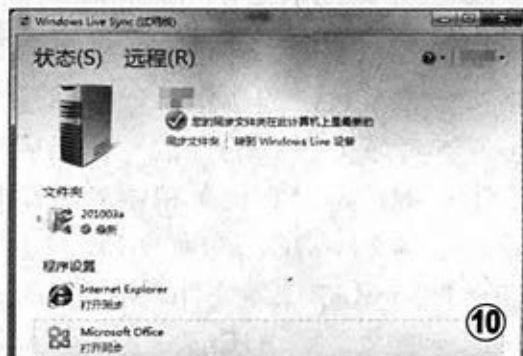 Windows Live Sync
状态(S) 远程(R)
您的同步文件夹在此计算机上是最新的
同步文件夹 转到 Windows Live 设备
文件夹
201003a
最新
程序设置
Internet Explorer
打开同步
Microsoft Office
打开同步
⑩